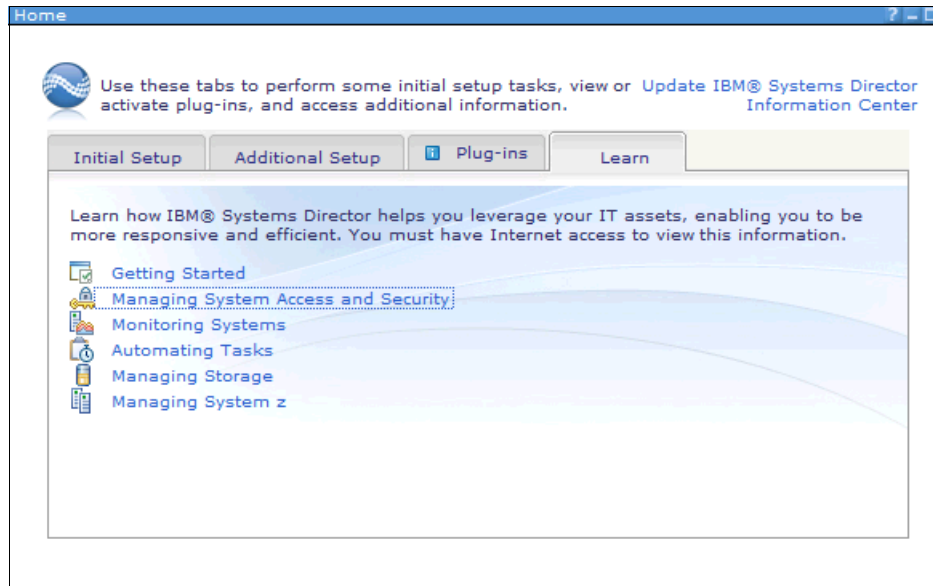 Home ?
Use these tabs to perform some initial setup tasks, view or Update IBM® Systems Director
activate plug-ins, and access additional information. Information Center
Initial Setup Additional Setup i Plug-ins Learn
Learn how IBM® Systems Director helps you leverage your IT assets, enabling you to be
more responsive and efficient. You must have Internet access to view this information.
Getting Started
Managing System Access and Security
Monitoring Systems
Automating Tasks
Managing Storage
Managing System z